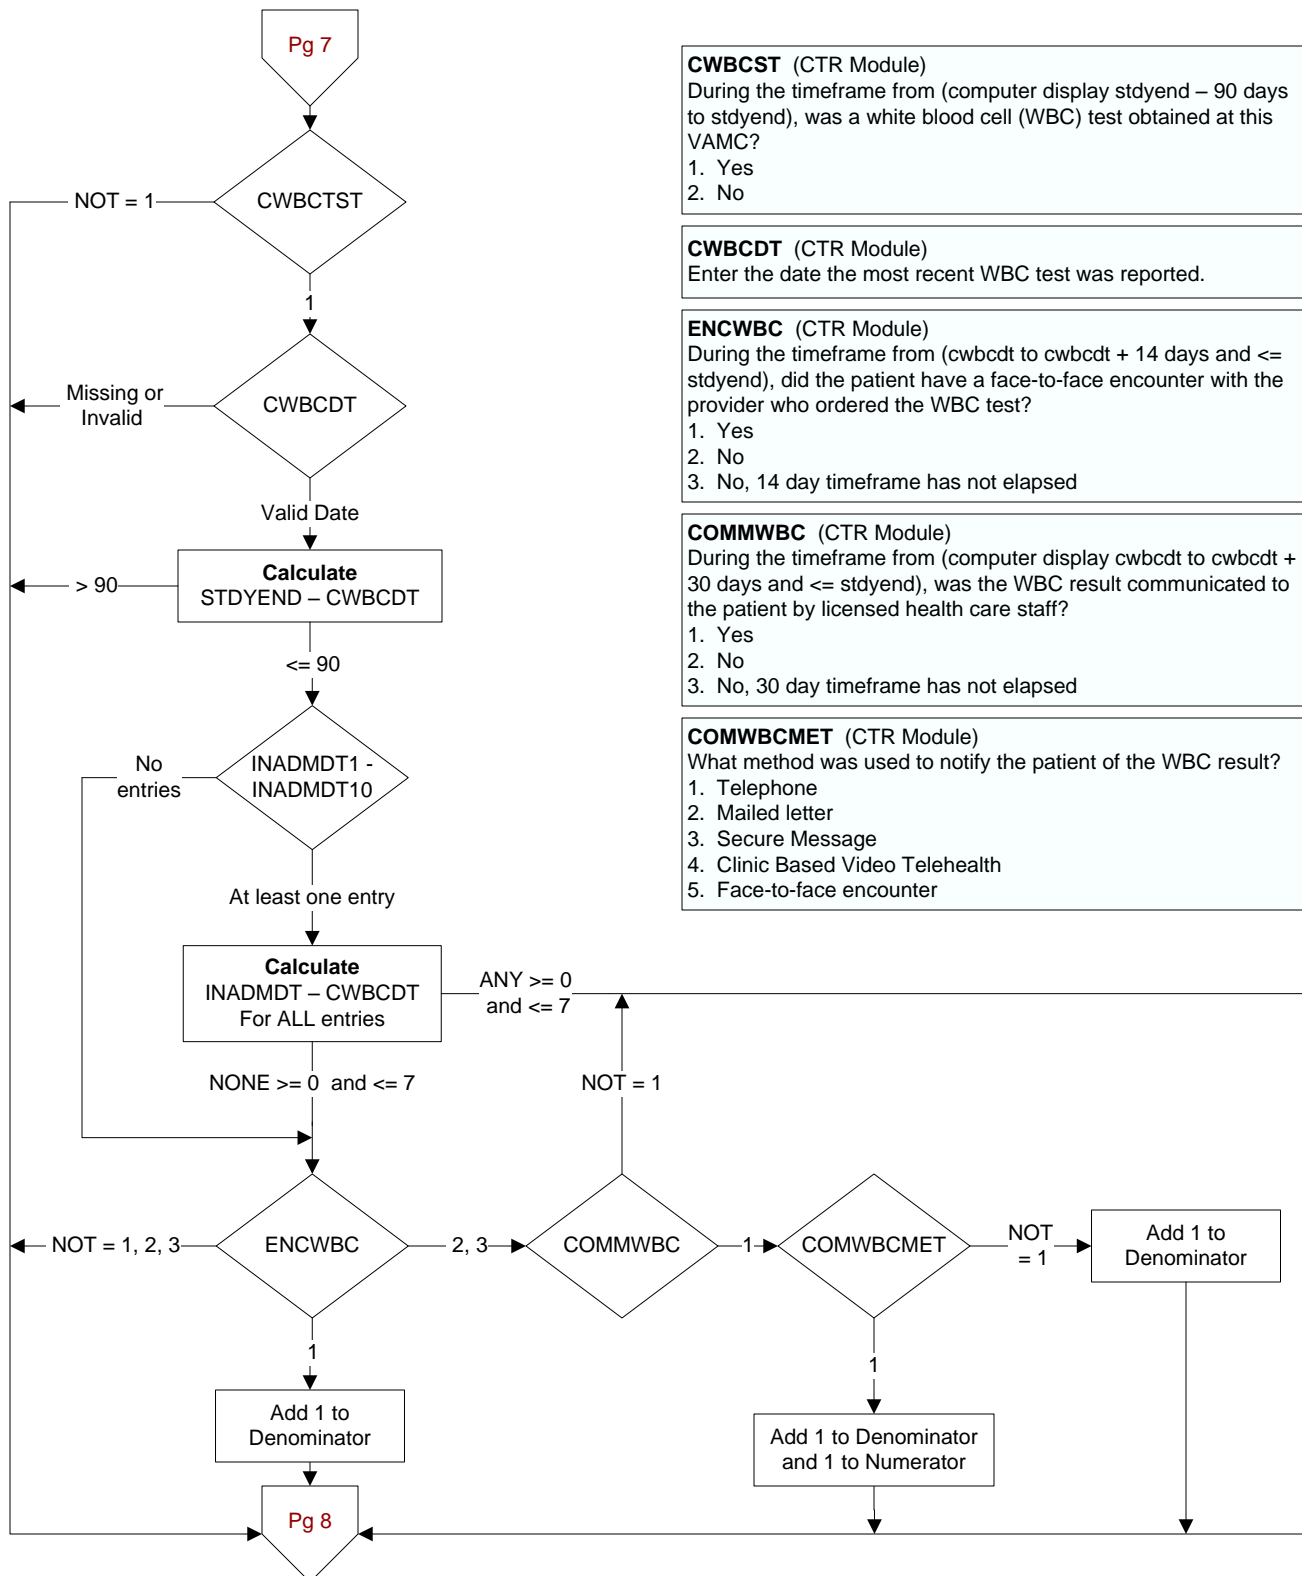 Pg 7
CWBCTST
NOT = 1
1
CWBCDT
Missing or
Invalid
Valid Date
Calculate
STDYEND – CWBCDT
> 90
<= 90
INADMDT1 -
INADMDT10
No
entries
At least one entry
Calculate
INADMDT – CWBCDT
For ALL entries
ANY >= 0
and <= 7
NONE >= 0 and <= 7
NOT = 1
NOT = 1, 2, 3
ENCWBC
2, 3
COMMWBC
1
COMWBCMET
NOT
= 1
Add 1 to
Denominator
1
1
Add 1 to
Denominator
Add 1 to Denominator
and 1 to Numerator
Pg 8
CWBCST (CTR Module)
During the timeframe from (computer display stdyend – 90 days
to stdyend), was a white blood cell (WBC) test obtained at this
VAMC?
1. Yes
2. No
CWBCDT (CTR Module)
Enter the date the most recent WBC test was reported.
ENCWBC (CTR Module)
During the timeframe from (cwbcdt to cwbcdt + 14 days and <=
stdyend), did the patient have a face-to-face encounter with the
provider who ordered the WBC test?
1. Yes
2. No
3. No, 14 day timeframe has not elapsed
COMMWBC (CTR Module)
During the timeframe from (computer display cwbcdt to cwbcdt +
30 days and <= stdyend), was the WBC result communicated to
the patient by licensed health care staff?
1. Yes
2. No
3. No, 30 day timeframe has not elapsed
COMWBCMET (CTR Module)
What method was used to notify the patient of the WBC result?
1. Telephone
2. Mailed letter
3. Secure Message
4. Clinic Based Video Telehealth
5. Face-to-face encounter